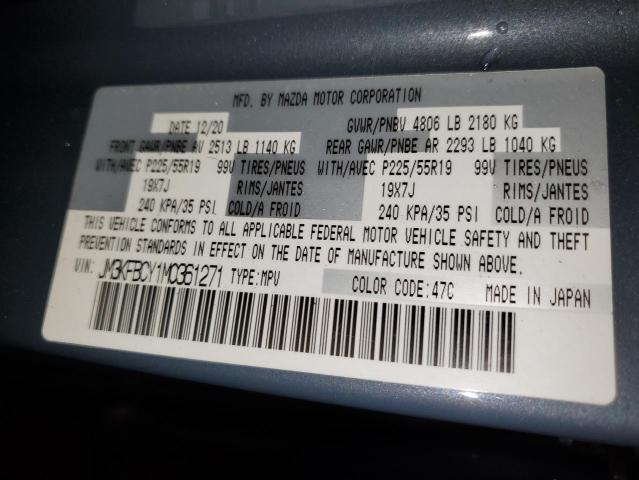 MFD. BY MAZDA MOTOR CORPORATION
DATE 12/20 GVWR/PNBV 4806 LB 2180 KG
FRONT GAWR/PNBE AV 2513 LB 1140 KG REAR GAWR/PNBE AR 2293 LB 1040 KG
WITH/AVEC P225/55R19 99V TIRES/PNEUS WITH/AVEC P225/55R19 99V TIRES/PNEUS
19X7J RIMS/JANTES 19X7J RIMS/JANTES
240 KPA/35 PSI COLD/A FROID 240 KPA/35 PSI COLD/A FROID
THIS VEHICLE CONFORMS TO ALL APPLICABLE FEDERAL MOTOR VEHICLE SAFETY AND THEFT
PREVENTION STANDARDS IN EFFECT ON THE DATE OF MANUFACTURE SHOWN ABOVE.
VIN: JM3KFBCY1M0361271 TYPE:MPV COLOR CODE:47C MADE IN JAPAN